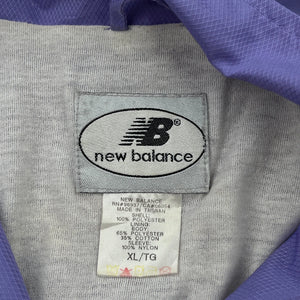 NB
new balance
NEW BALANCE
MADE IN TAIWAN
SHELL:
100% POLYESTER
LINING:
BODY:
65% POLYESTER
35% COTTON
SLEEVE:
100% NYLON
XL/TG